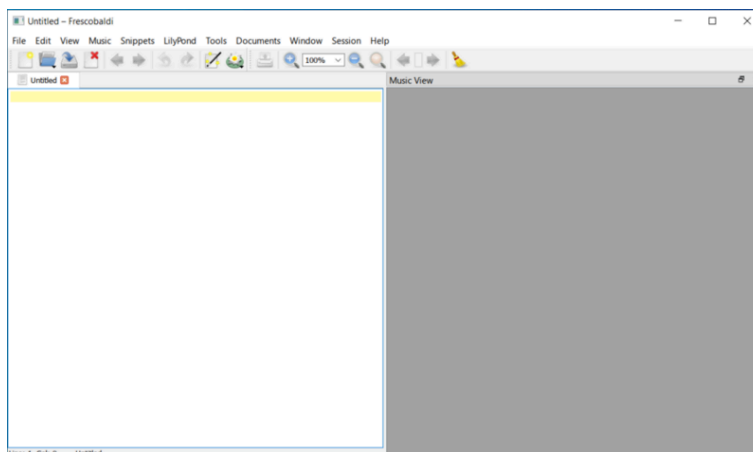 Untitled – Frescobaldi
File Edit View Music Snippets LilyPond Tools Documents Window Session Help
100%
Untitled
Music View